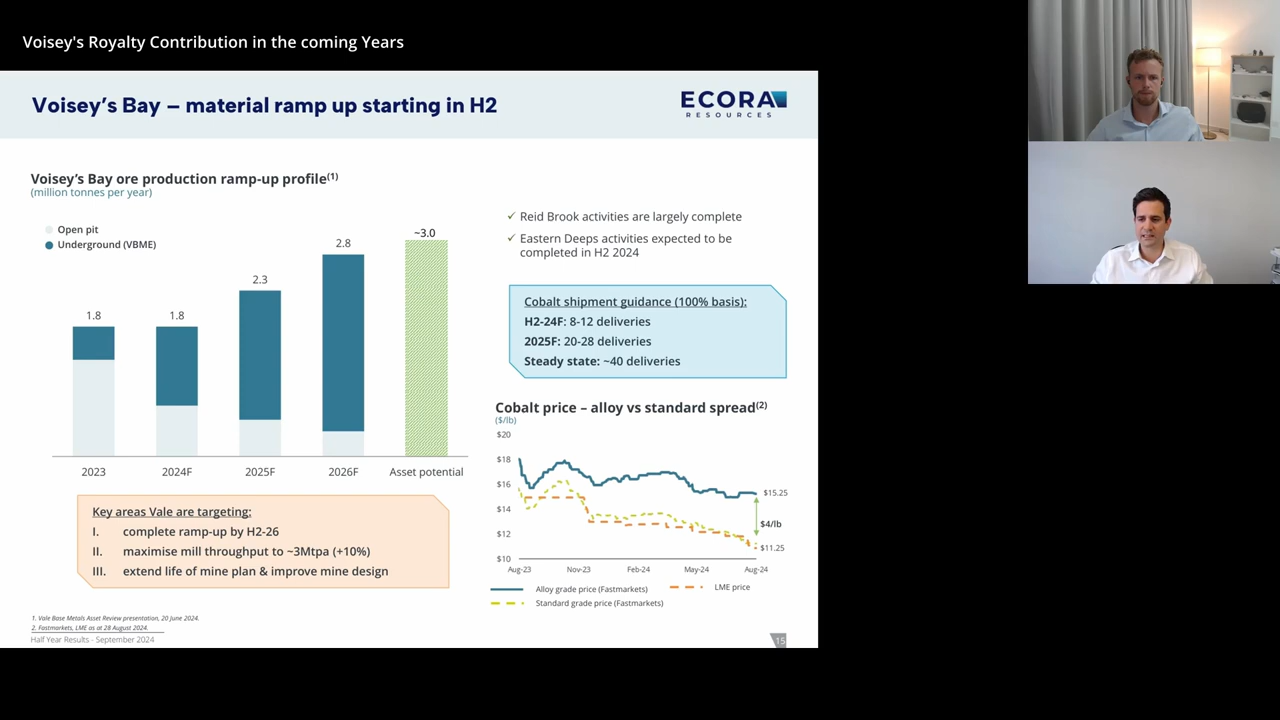 Voisey's Royalty Contribution in the coming Years
Voisey’s Bay – material ramp up starting in H2
ECORA
RESOURCES
Voisey’s Bay ore production ramp-up profile(1)
(million tonnes per year)
Open pit
Underground (VBME)
1.8
1.8
2.3
2.8
~3.0
2023
2024F
2025F
2026F
Asset potential
Key areas Vale are targeting:
I. complete ramp-up by H2-26
II. maximise mill throughput to ~3Mtpa (+10%)
III. extend life of mine plan & improve mine design
✓ Reid Brook activities are largely complete
✓ Eastern Deeps activities expected to be
completed in H2 2024
Cobalt shipment guidance (100% basis):
H2-24F: 8-12 deliveries
2025F: 20-28 deliveries
Steady state: ~40 deliveries
Cobalt price – alloy vs standard spread(2)
($/lb)
$20
$18
$16
$14
$12
$10
$15.25
$4/lb
$11.25
Aug-23
Nov-23
Feb-24
May-24
Aug-24
Alloy grade price (Fastmarkets)
LME price
Standard grade price (Fastmarkets)
1. Vale Base Metals Asset Review presentation, 20 June 2024.
2. Fastmarkets, LME as at 28 August 2024.
Half Year Results - September 2024
15